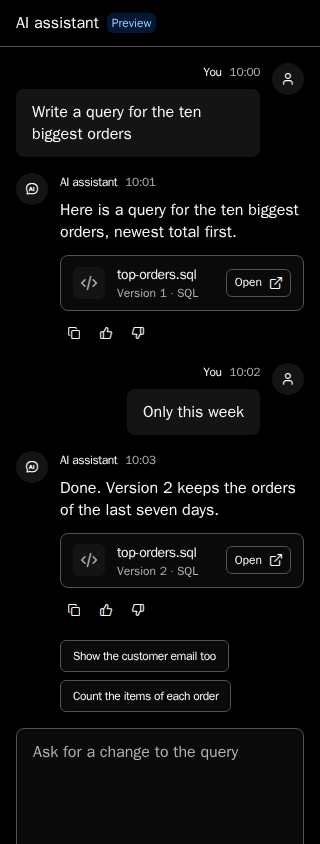 AI assistant Preview
You 10:00
Write a query for the ten
biggest orders
AI
AI assistant 10:01
Here is a query for the ten biggest
orders, newest total first.
top-orders.sql
Version 1 · SQL
Open
You 10:02
Only this week
AI
AI assistant 10:03
Done. Version 2 keeps the orders
of the last seven days.
top-orders.sql
Version 2 · SQL
Open
Show the customer email too
Count the items of each order
Ask for a change to the query